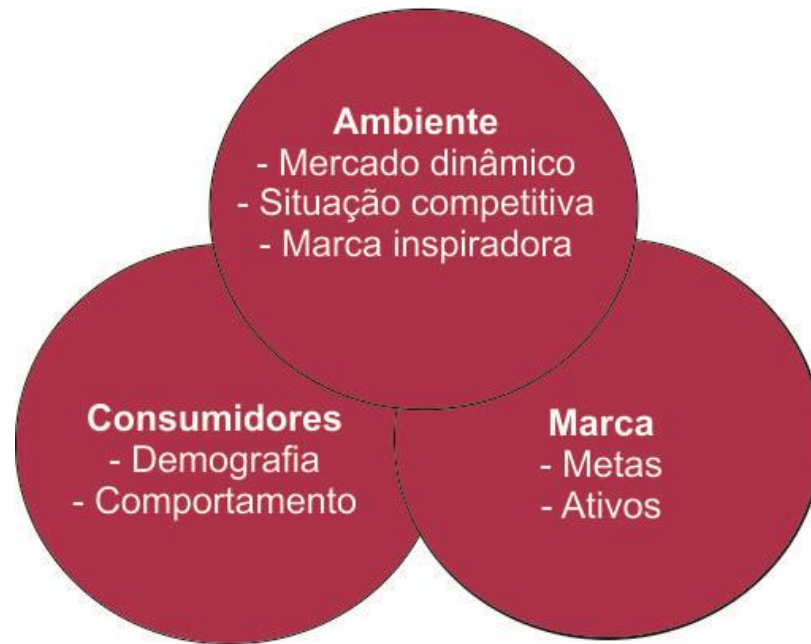 Ambiente
- Mercado dinâmico
- Situação competitiva
- Marca inspiradora
Consumidores
- Demografia
- Comportamento
Marca
- Metas
- Ativos